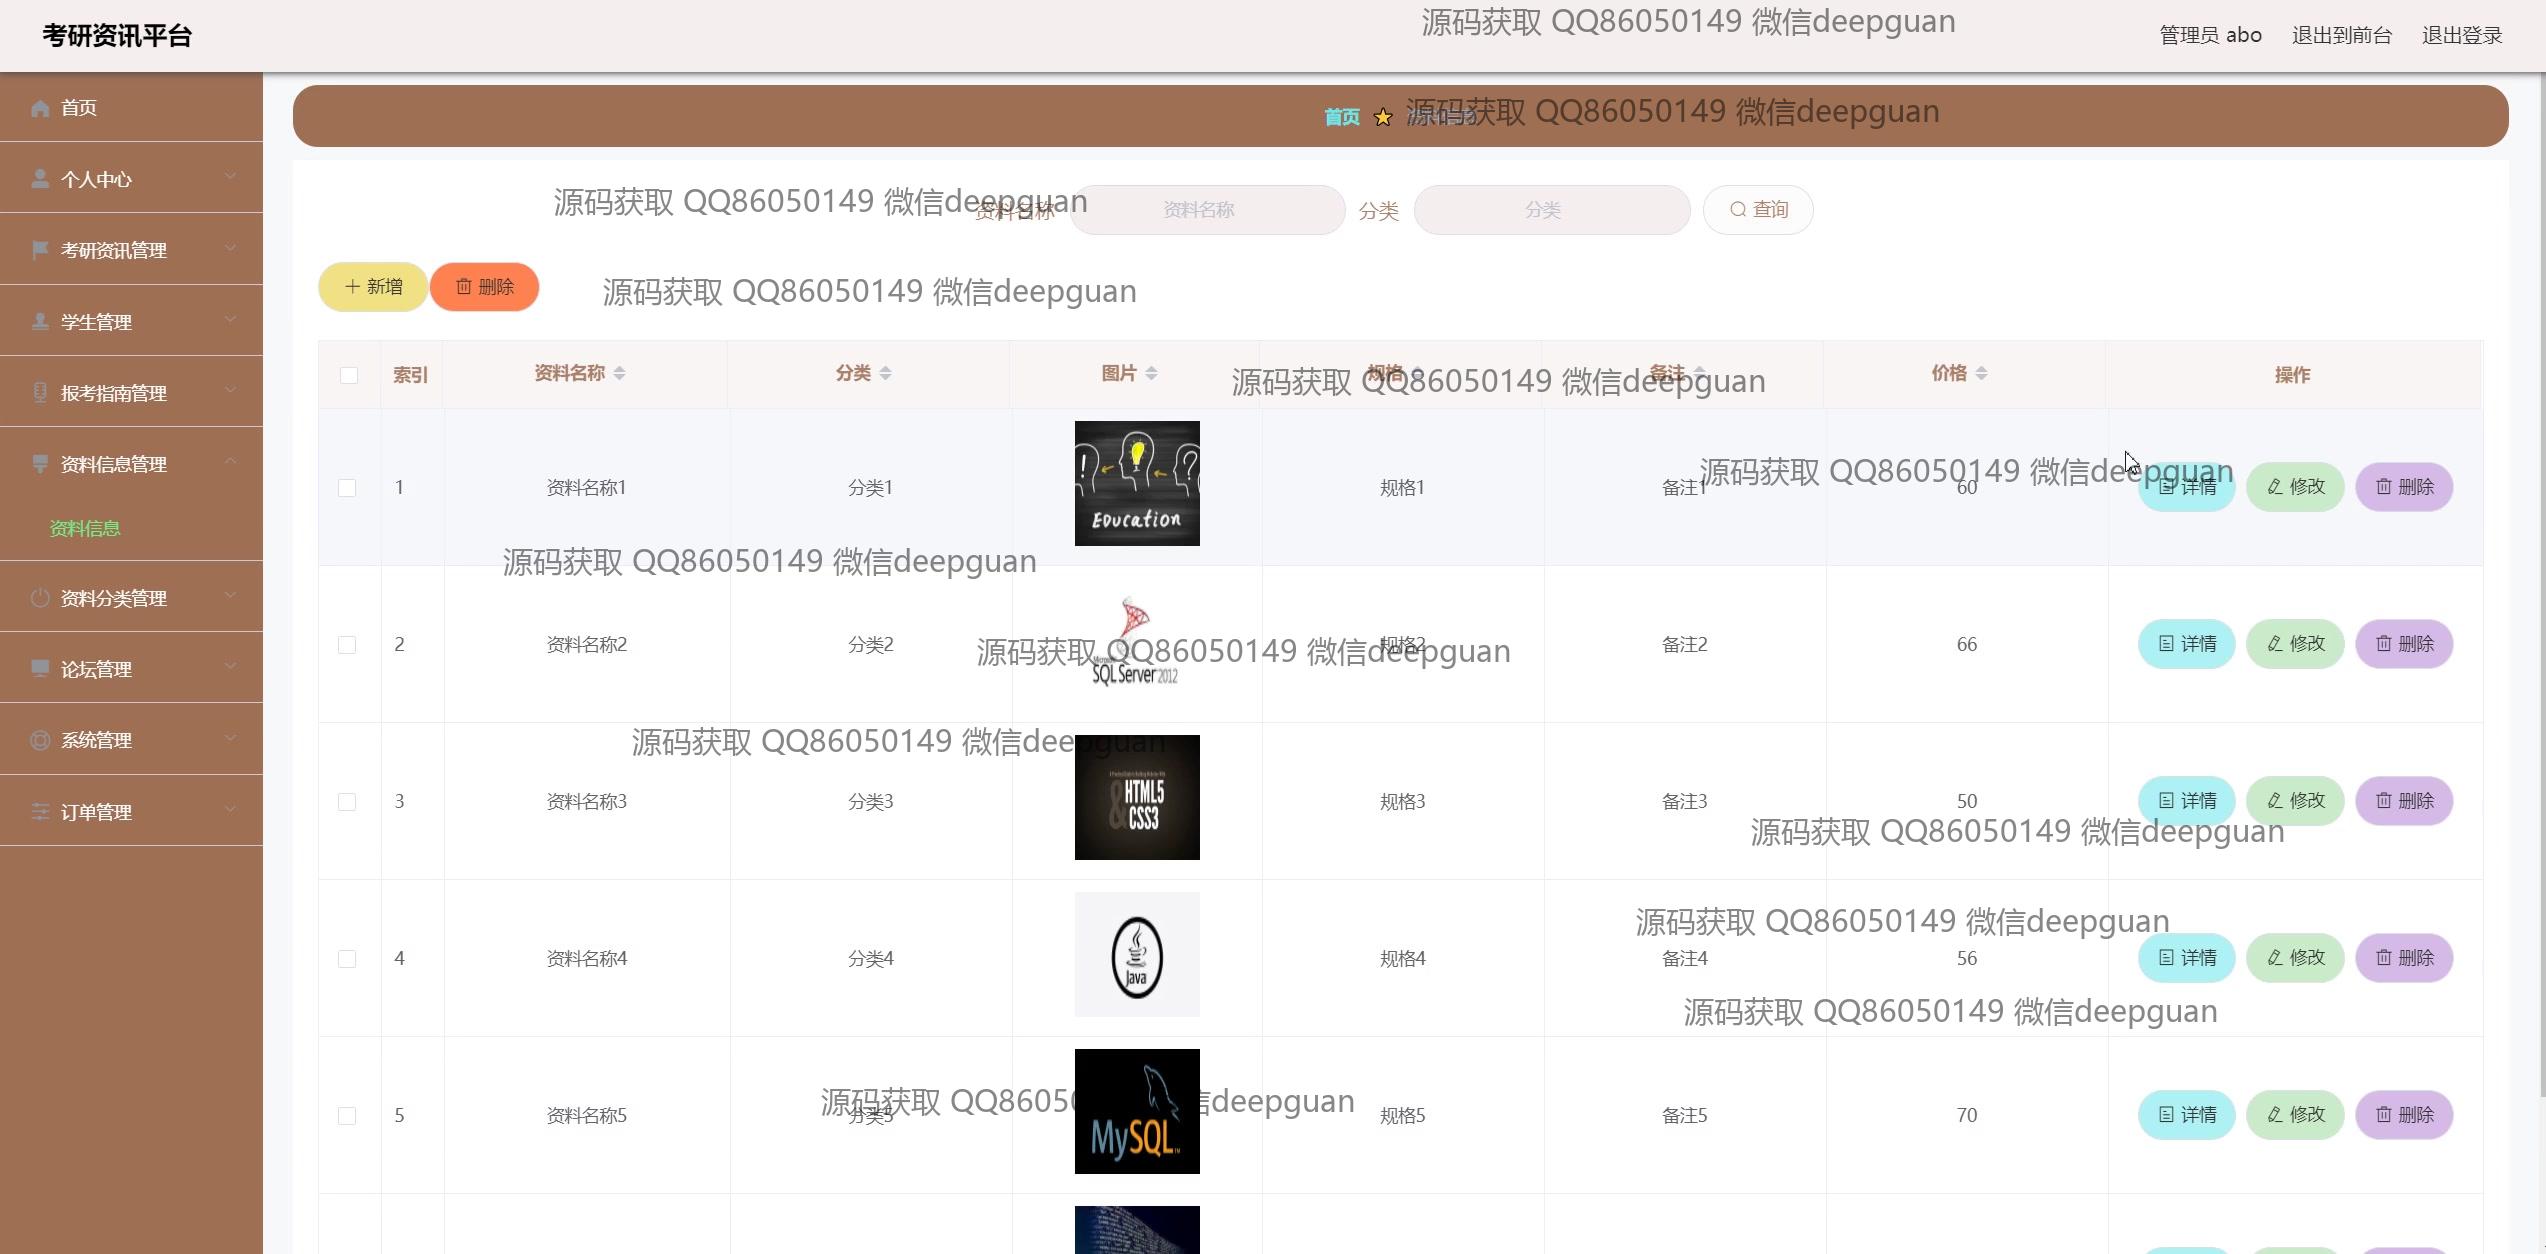 考研资讯平台
源码获取 QQ86050149 微信deepguan
管理员 abo 退出到前台 退出登录
首页
首页 ★ 资料信息
源码获取 QQ86050149 微信deepguan
个人中心
源码获取 QQ86050149 微信deepguan
资料名称 资料名称 分类 分类 查询
考研资讯管理
新增 删除
源码获取 QQ86050149 微信deepguan
学生管理
索引 资料名称 分类 图片 规格 备注 价格 操作
源码获取 QQ86050149 微信deepguan
报考指南管理
资料信息管理
源码获取 QQ86050149 微信deepguan
1 资料名称1 分类1 规格1 备注1 60 详情 修改 删除
Education
资料信息
源码获取 QQ86050149 微信deepguan
资料分类管理
2 资料名称2 分类2 规格2 备注2 66 详情 修改 删除
源码获取 QQ86050149 微信deepguan
Microsoft
SQL Server 2012
论坛管理
系统管理
源码获取 QQ86050149 微信deepguan
3 资料名称3 分类3 规格3 备注3 50 详情 修改 删除
& HTML5
CSS3
订单管理
源码获取 QQ86050149 微信deepguan
源码获取 QQ86050149 微信deepguan
4 资料名称4 分类4 规格4 备注4 56 详情 修改 删除
Java
源码获取 QQ86050149 微信deepguan
源码获取 QQ8605 信deepguan
5 资料名称5 分类5 规格5 备注5 70 详情 修改 删除
MySQL